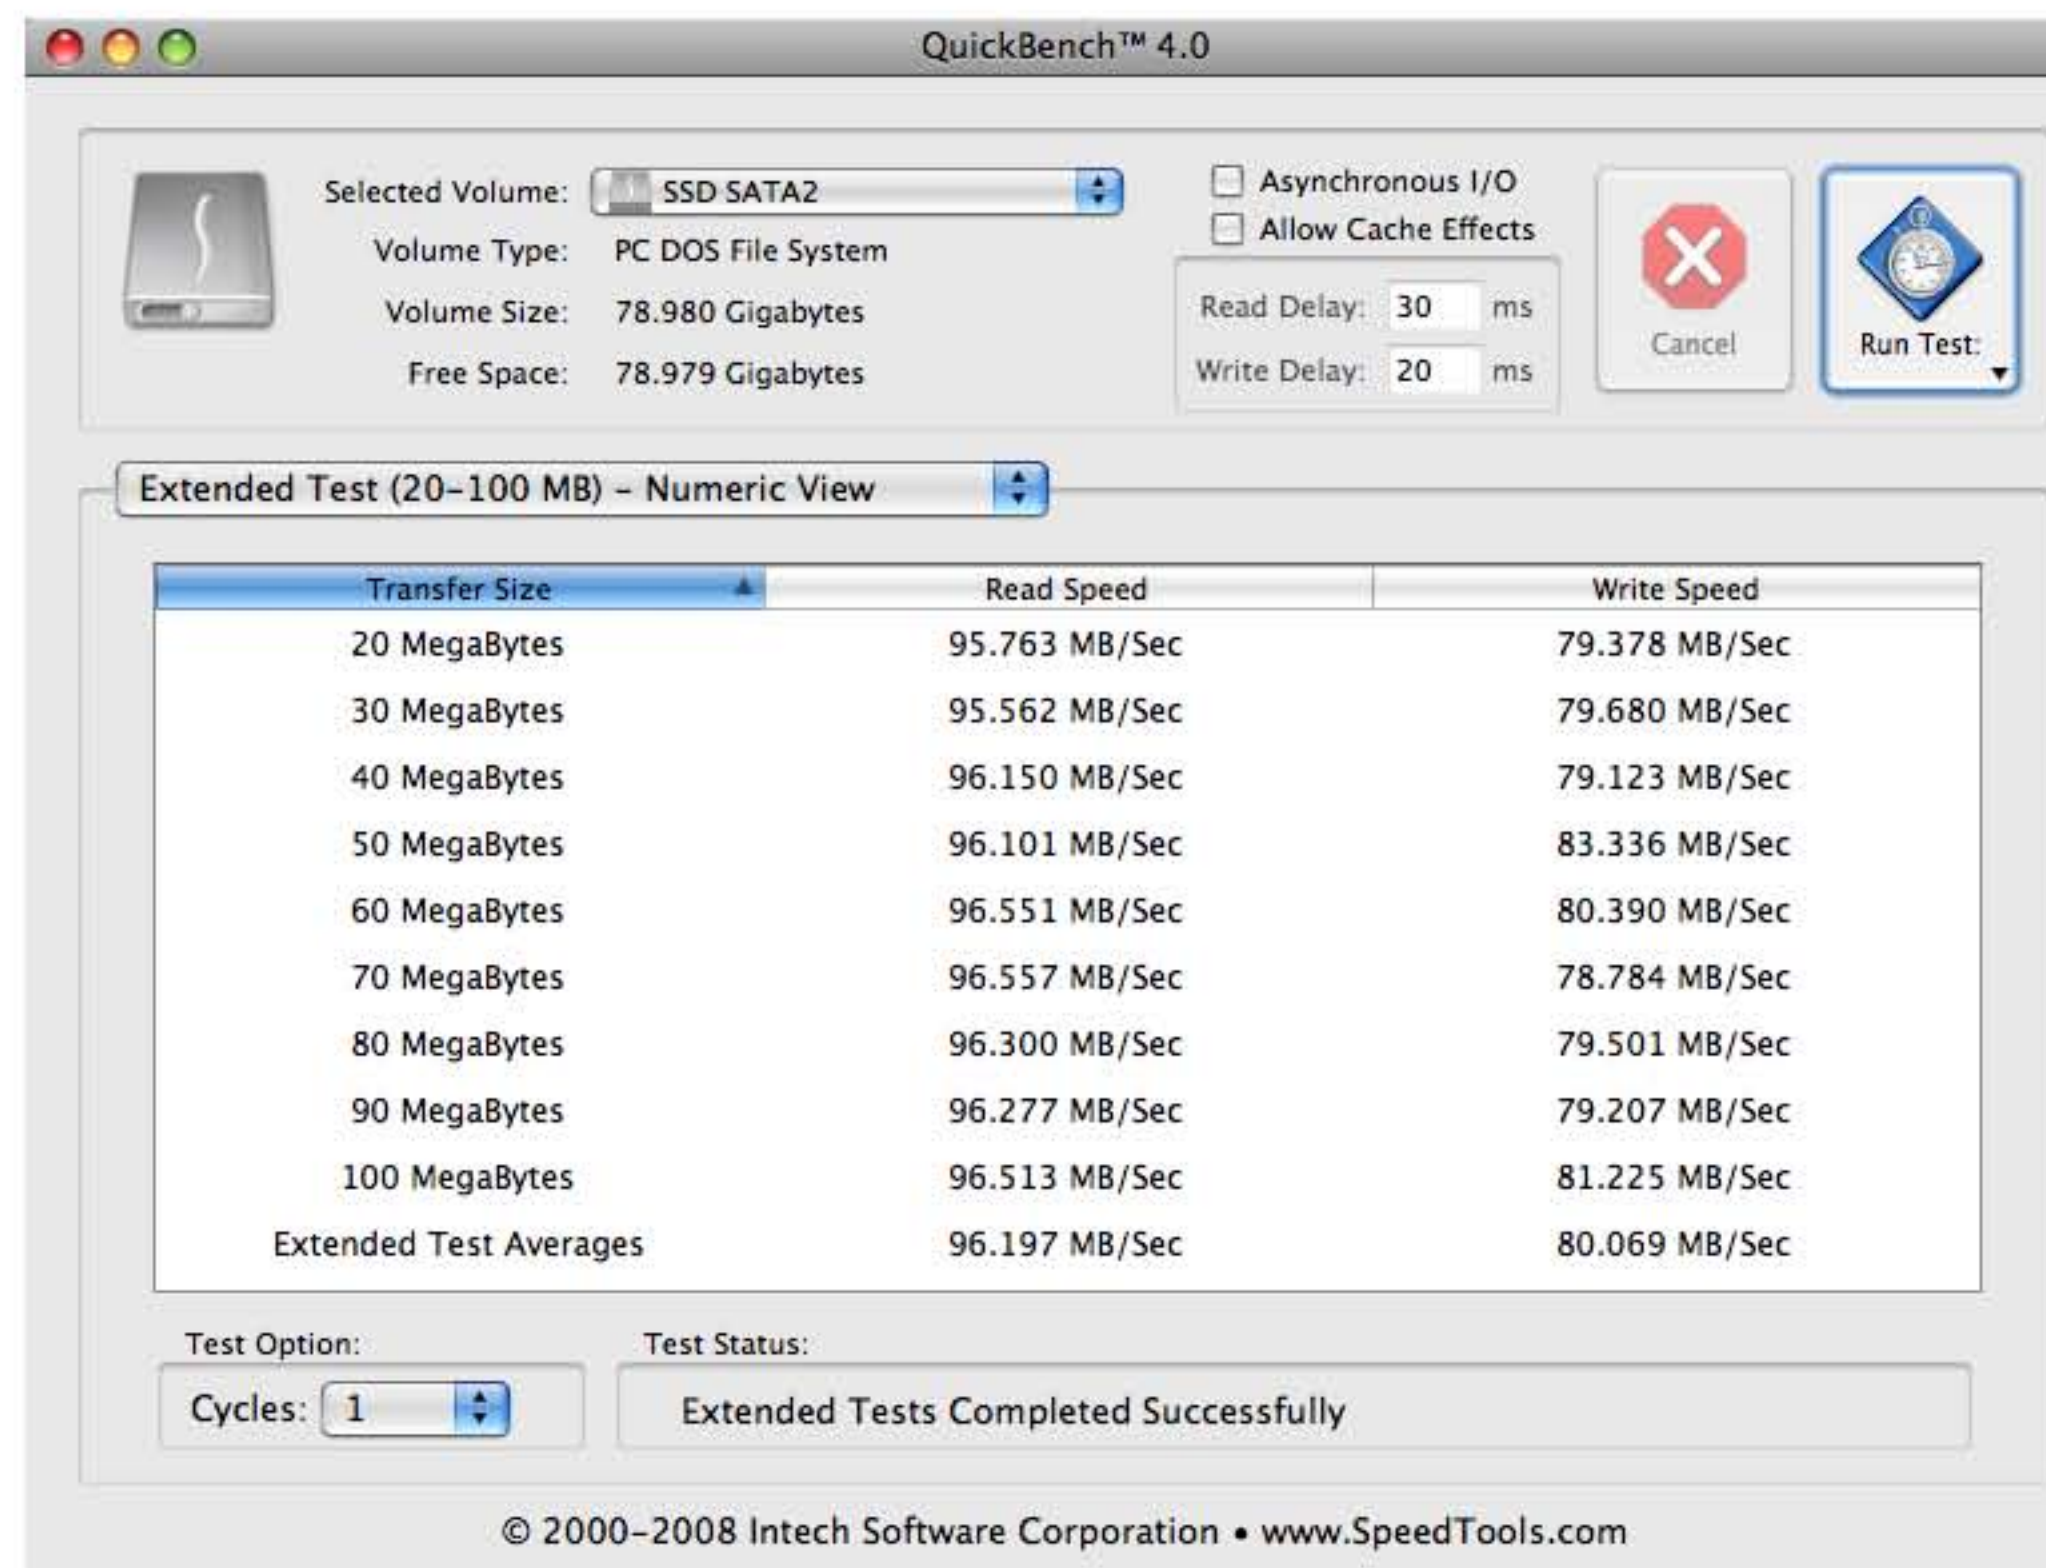 QuickBench™ 4.0
Selected Volume: SSD SATA2
Volume Type: PC DOS File System
Volume Size: 78.980 Gigabytes
Free Space: 78.979 Gigabytes
Asynchronous I/O
Allow Cache Effects
Read Delay: 30 ms
Write Delay: 20 ms
Cancel
Run Test:
Extended Test (20-100 MB) - Numeric View
Transfer Size Read Speed Write Speed
20 MegaBytes 95.763 MB/Sec 79.378 MB/Sec
30 MegaBytes 95.562 MB/Sec 79.680 MB/Sec
40 MegaBytes 96.150 MB/Sec 79.123 MB/Sec
50 MegaBytes 96.101 MB/Sec 83.336 MB/Sec
60 MegaBytes 96.551 MB/Sec 80.390 MB/Sec
70 MegaBytes 96.557 MB/Sec 78.784 MB/Sec
80 MegaBytes 96.300 MB/Sec 79.501 MB/Sec
90 MegaBytes 96.277 MB/Sec 79.207 MB/Sec
100 MegaBytes 96.513 MB/Sec 81.225 MB/Sec
Extended Test Averages 96.197 MB/Sec 80.069 MB/Sec
Test Option: Test Status:
Cycles: 1 Extended Tests Completed Successfully
© 2000-2008 Intech Software Corporation • www.SpeedTools.com